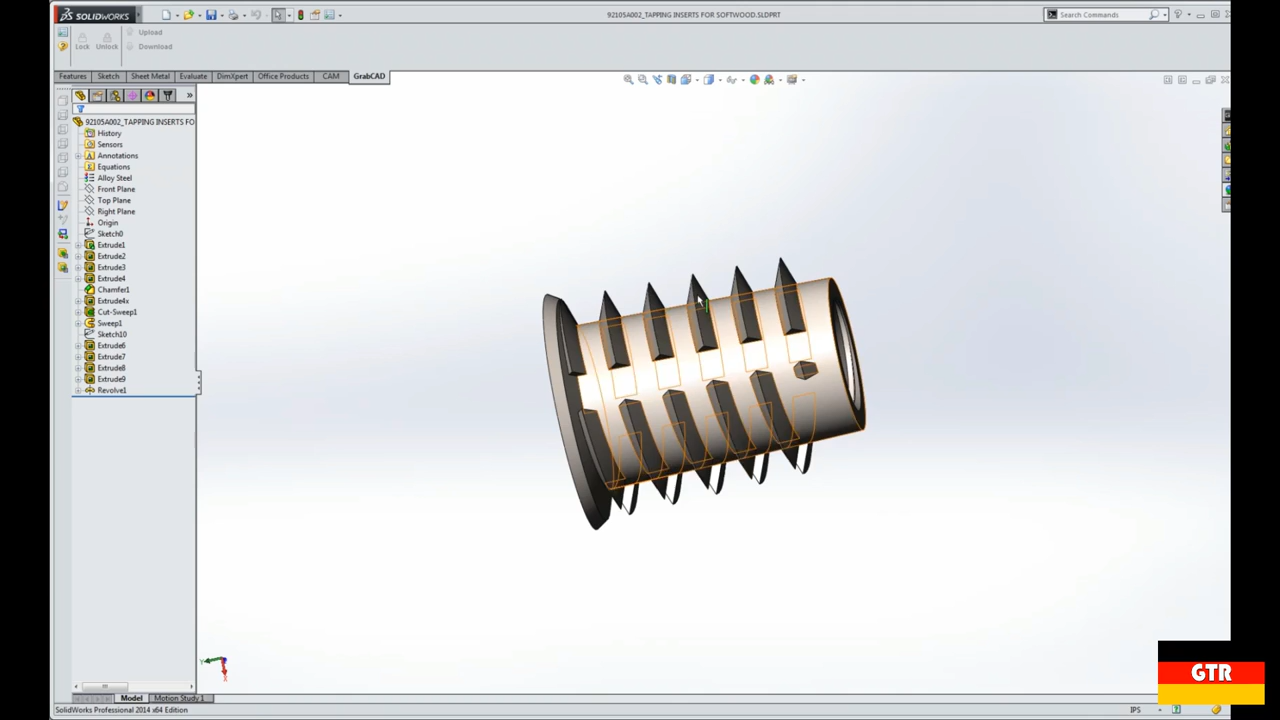 SOLIDWORKS
92105A002_TAPPING INSERTS FOR SOFTWOOD.SLDPRT
Search Commands
Lock
Unlock
Upload
Download
Features
Sketch
Sheet Metal
Evaluate
DimXpert
Office Products
CAM
GrabCAD
92105A002_TAPPING INSERTS FO
History
Sensors
Annotations
Equations
Alloy Steel
Front Plane
Top Plane
Right Plane
Origin
Sketch0
Extrude1
Extrude2
Extrude3
Extrude4
Chamfer1
Extrude4x
Cut-Sweep1
Sweep1
Sketch10
Extrude6
Extrude7
Extrude8
Extrude9
Revolve1
Y
X
GTR
Model
Motion Study 1
SolidWorks Professional 2014 x64 Edition
IPS